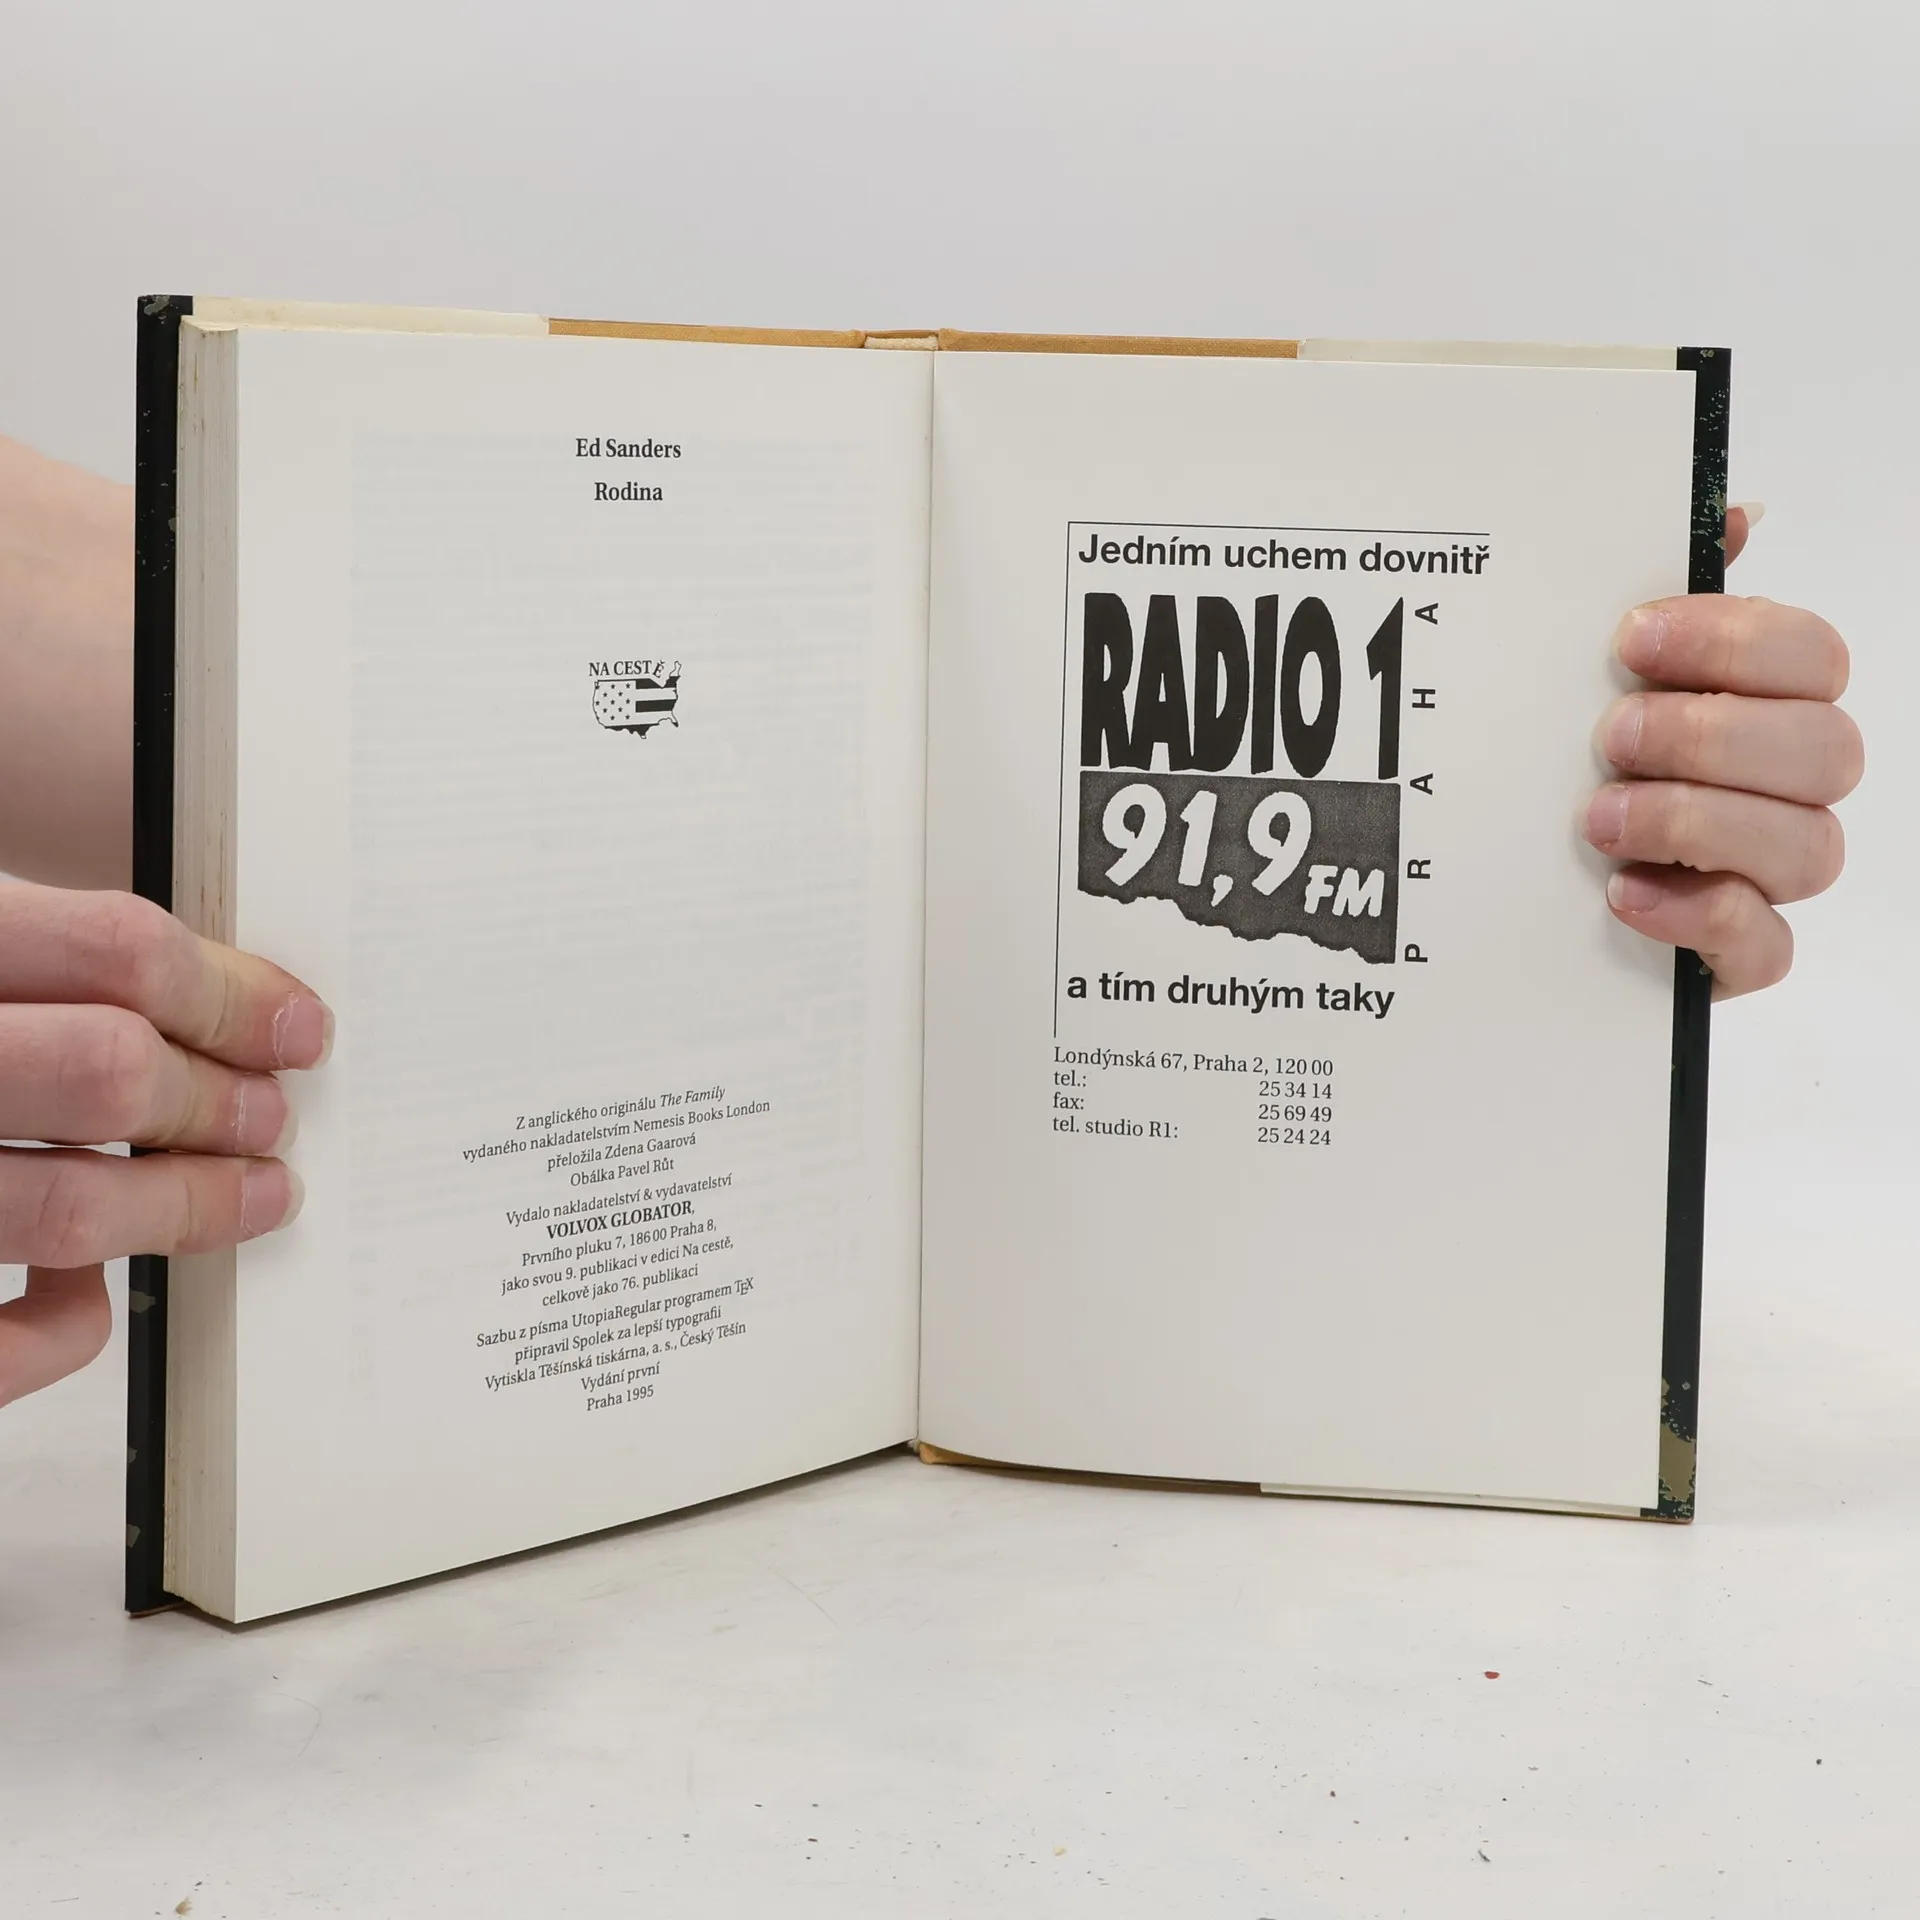 Ed Sanders
Rodina
NA CESTĚ
Z anglického originálu The Family
vydaného nakladatelstvím Nemesis Books London
přeložila Zdena Gaarová
Obálka Pavel Růt
Vydalo nakladatelství & vydavatelství
VOLVOX GLOBATOR,
Prvního pluku 7, 186 00 Praha 8,
jako svou 9. publikaci v edici Na cestě,
celkově jako 76. publikaci
Sazbu z písma UtopiaRegular programem TEX
připravil Spolek za lepší typografii
Vytiskla Těšínská tiskárna, a. s., Český Těšín
Vydání první
Praha 1995
Jedním uchem dovnitř
RADIO 1
PRAHA
91,9 FM
a tím druhým taky
Londýnská 67, Praha 2, 120 00
tel.: 25 34 14
fax: 25 69 49
tel. studio R1: 25 24 24